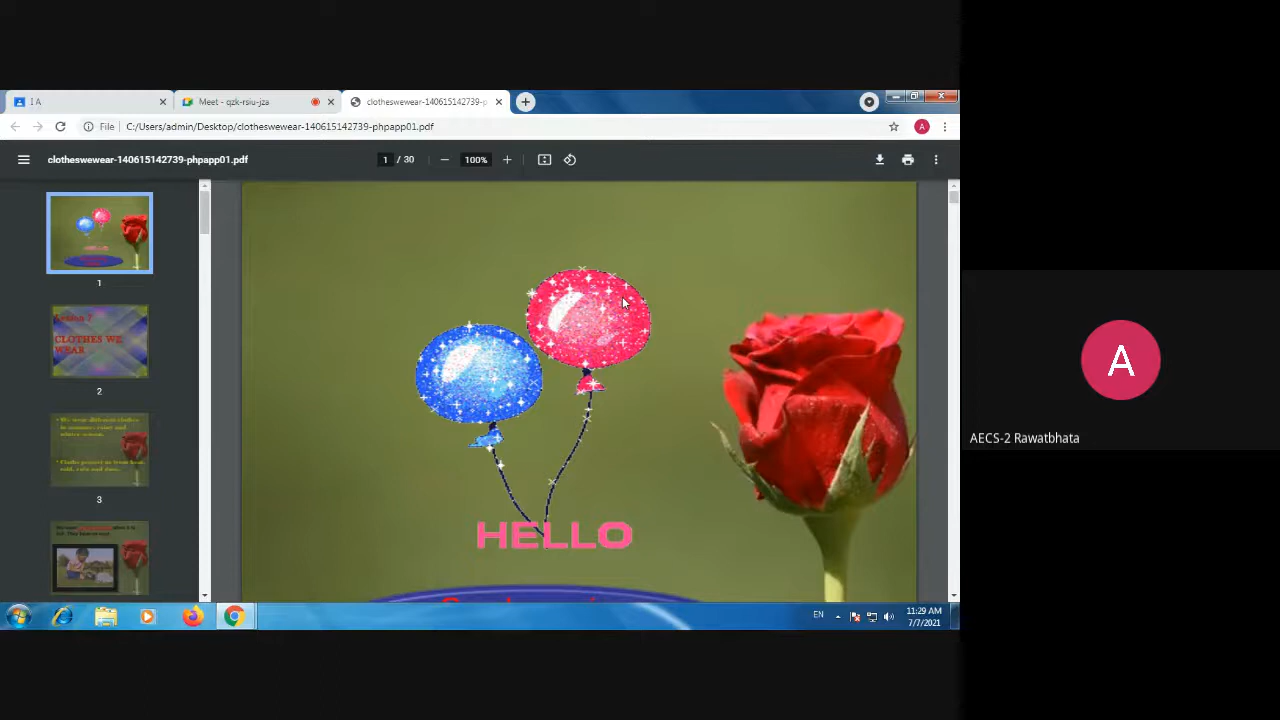 I A
Meet - qzk-rsiu-jza
clotheswewear-140615142739-p
File
C:/Users/admin/Desktop/clotheswewear-140615142739-phpapp01.pdf
A
clotheswewear-140615142739-phpapp01.pdf
1 / 30
100%
1
Lesson 7
CLOTHES WE
WEAR
2
3
HELLO
EN
11:29 AM
7/7/2021
A
AECS-2 Rawatbhata